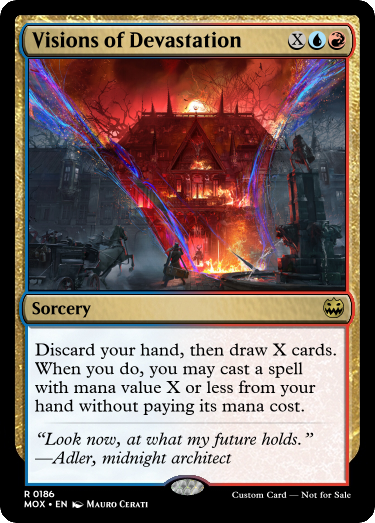 Visions of Devastation X
Sorcery
Discard your hand, then draw X cards.
When you do, you may cast a spell
with mana value X or less from your
hand without paying its mana cost.
“Look now, at what my future holds.”
—Adler, midnight architect
R 0186
MOX • EN Mauro Cerati
Custom Card — Not for Sale